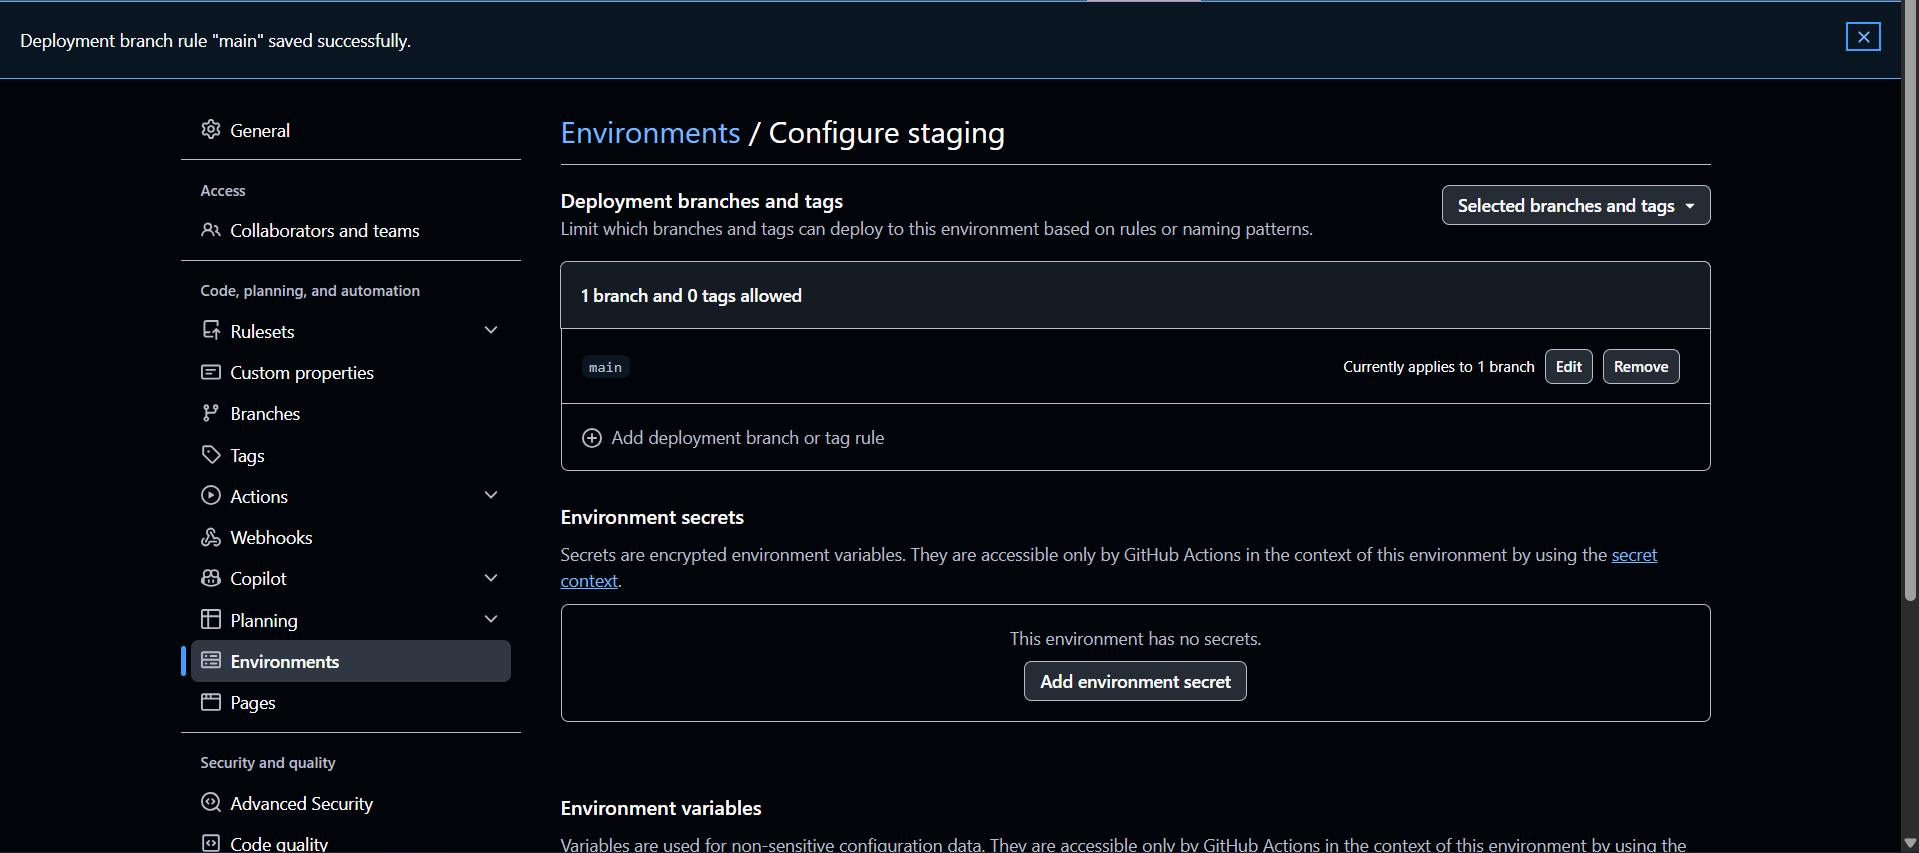 Deployment branch rule "main" saved successfully.
General
Access
Collaborators and teams
Code, planning, and automation
Rulesets
Custom properties
Branches
Tags
Actions
Webhooks
Copilot
Planning
Environments
Pages
Security and quality
Advanced Security
Code quality
Environments / Configure staging
Deployment branches and tags
Limit which branches and tags can deploy to this environment based on rules or naming patterns.
Selected branches and tags
1 branch and 0 tags allowed
main
Currently applies to 1 branch
Edit
Remove
Add deployment branch or tag rule
Environment secrets
Secrets are encrypted environment variables. They are accessible only by GitHub Actions in the context of this environment by using the secret
context.
This environment has no secrets.
Add environment secret
Environment variables
Variables are used for non-sensitive configuration data. They are accessible only by GitHub Actions in the context of this environment by using the